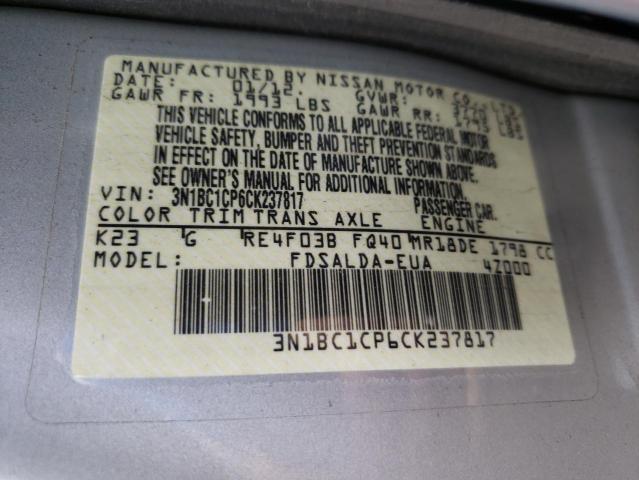 MANUFACTURED BY NISSAN MOTOR CO., LTD.
DATE: 01/12. GVWR: LBS
GAWR FR: 1993 LBS GAWR RR: LBS
THIS VEHICLE CONFORMS TO ALL APPLICABLE FEDERAL MOTOR
VEHICLE SAFETY, BUMPER AND THEFT PREVENTION STANDARDS
IN EFFECT ON THE DATE OF MANUFACTURE SHOWN ABOVE.
SEE OWNER'S MANUAL FOR ADDITIONAL INFORMATION
VIN: 3N1BC1CP6CK237817 PASSENGER CAR.
COLOR TRIM TRANS AXLE ENGINE
K23 G RE4F03B FQ40 MR18DE 1798 CC
MODEL: FDSALDA-EUA 4Z000
3N1BC1CP6CK237817